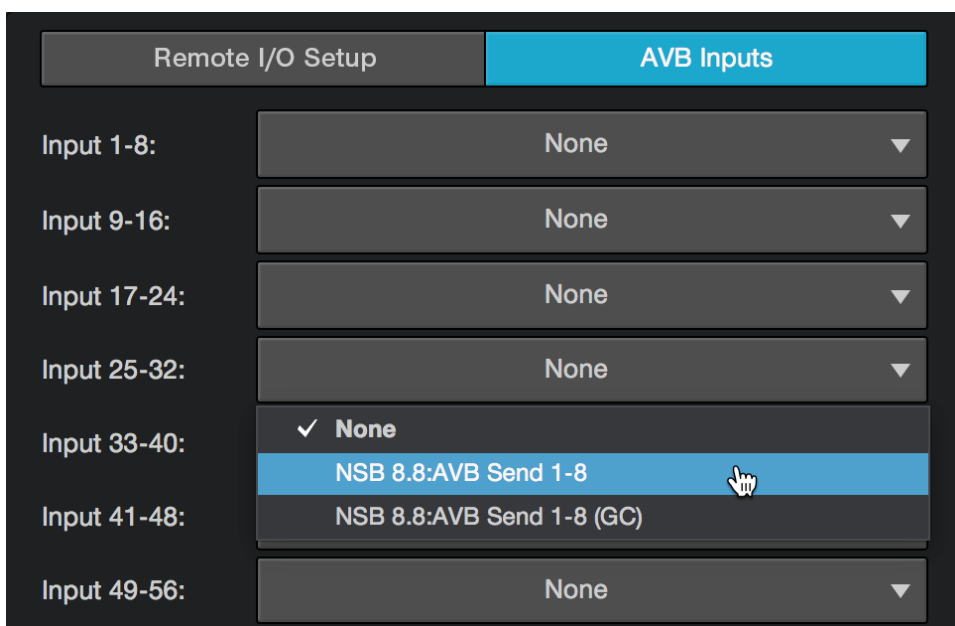 Remote I/O Setup AVB Inputs
Input 1-8: None
Input 9-16: None
Input 17-24: None
Input 25-32: None
Input 33-40: ✓ None
NSB 8.8:AVB Send 1-8
Input 41-48: NSB 8.8:AVB Send 1-8 (GC)
Input 49-56: None